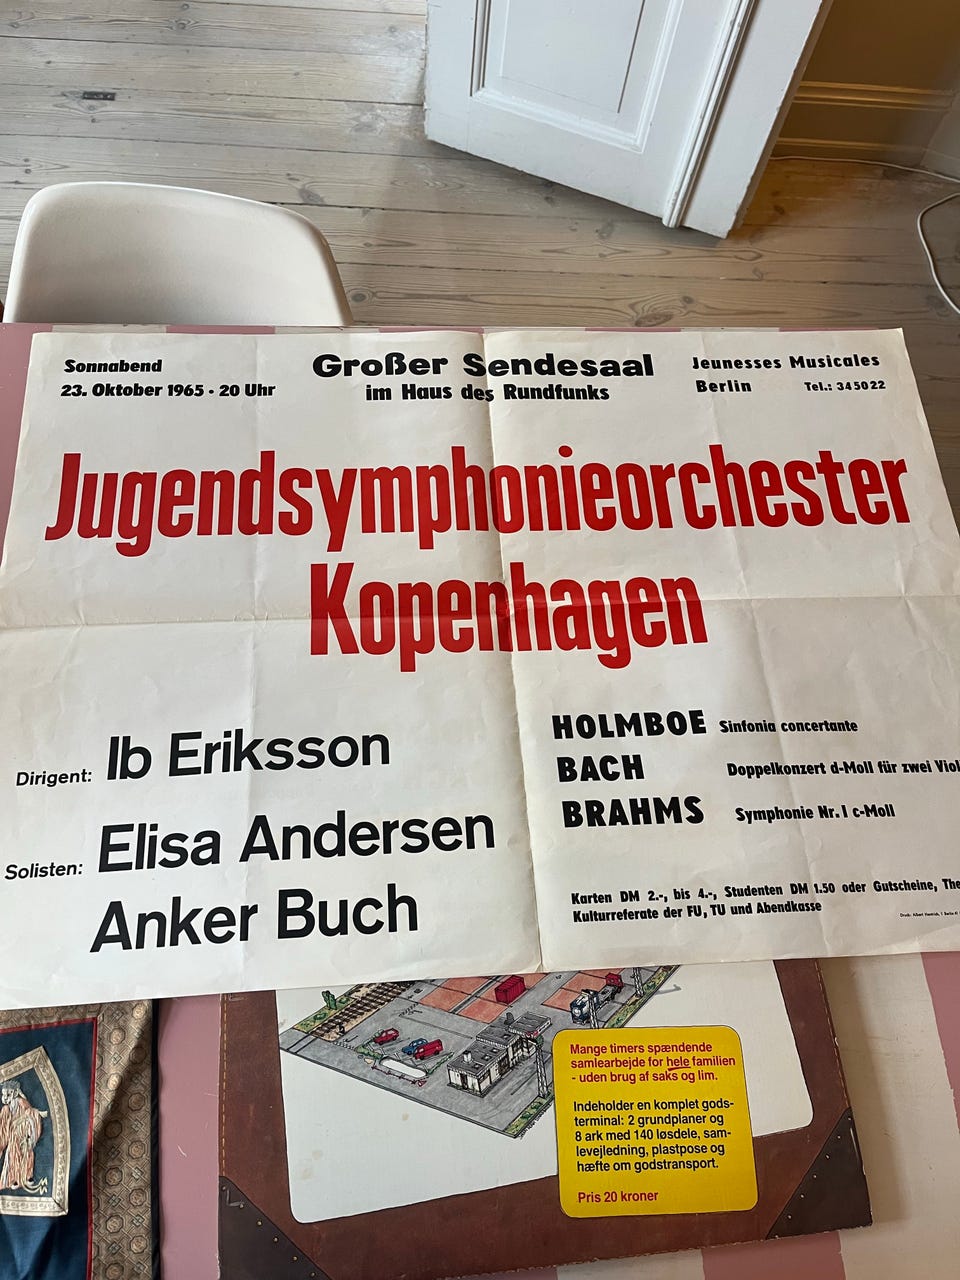 Sonnabend
23. Oktober 1965 · 20 Uhr
Großer Sendesaal
im Haus des Rundfunks
Jeunesses Musicales
Berlin Tel.: 345022
Jugendsymphonieorchester
Kopenhagen
Dirigent: Ib Eriksson
Solisten: Elisa Andersen
Anker Buch
HOLMBOE Sinfonia concertante
BACH Doppelkonzert d-Moll für zwei
BRAHMS Symphonie Nr. 1 c-Moll
Karten DM 2.-, bis 4.-, Studenten DM 1.50 oder Gutscheine,
Kulturreferate der FU, TU und Abendkasse
Mange timers spændende
samlearbejde for hele familien
- uden brug af saks og lim.
Indeholder en komplet gods-
terminal: 2 grundplaner og
8 ark med 140 løsdele, sam-
levejledning, plastpose og
hæfte om godstransport.
Pris 20 kroner